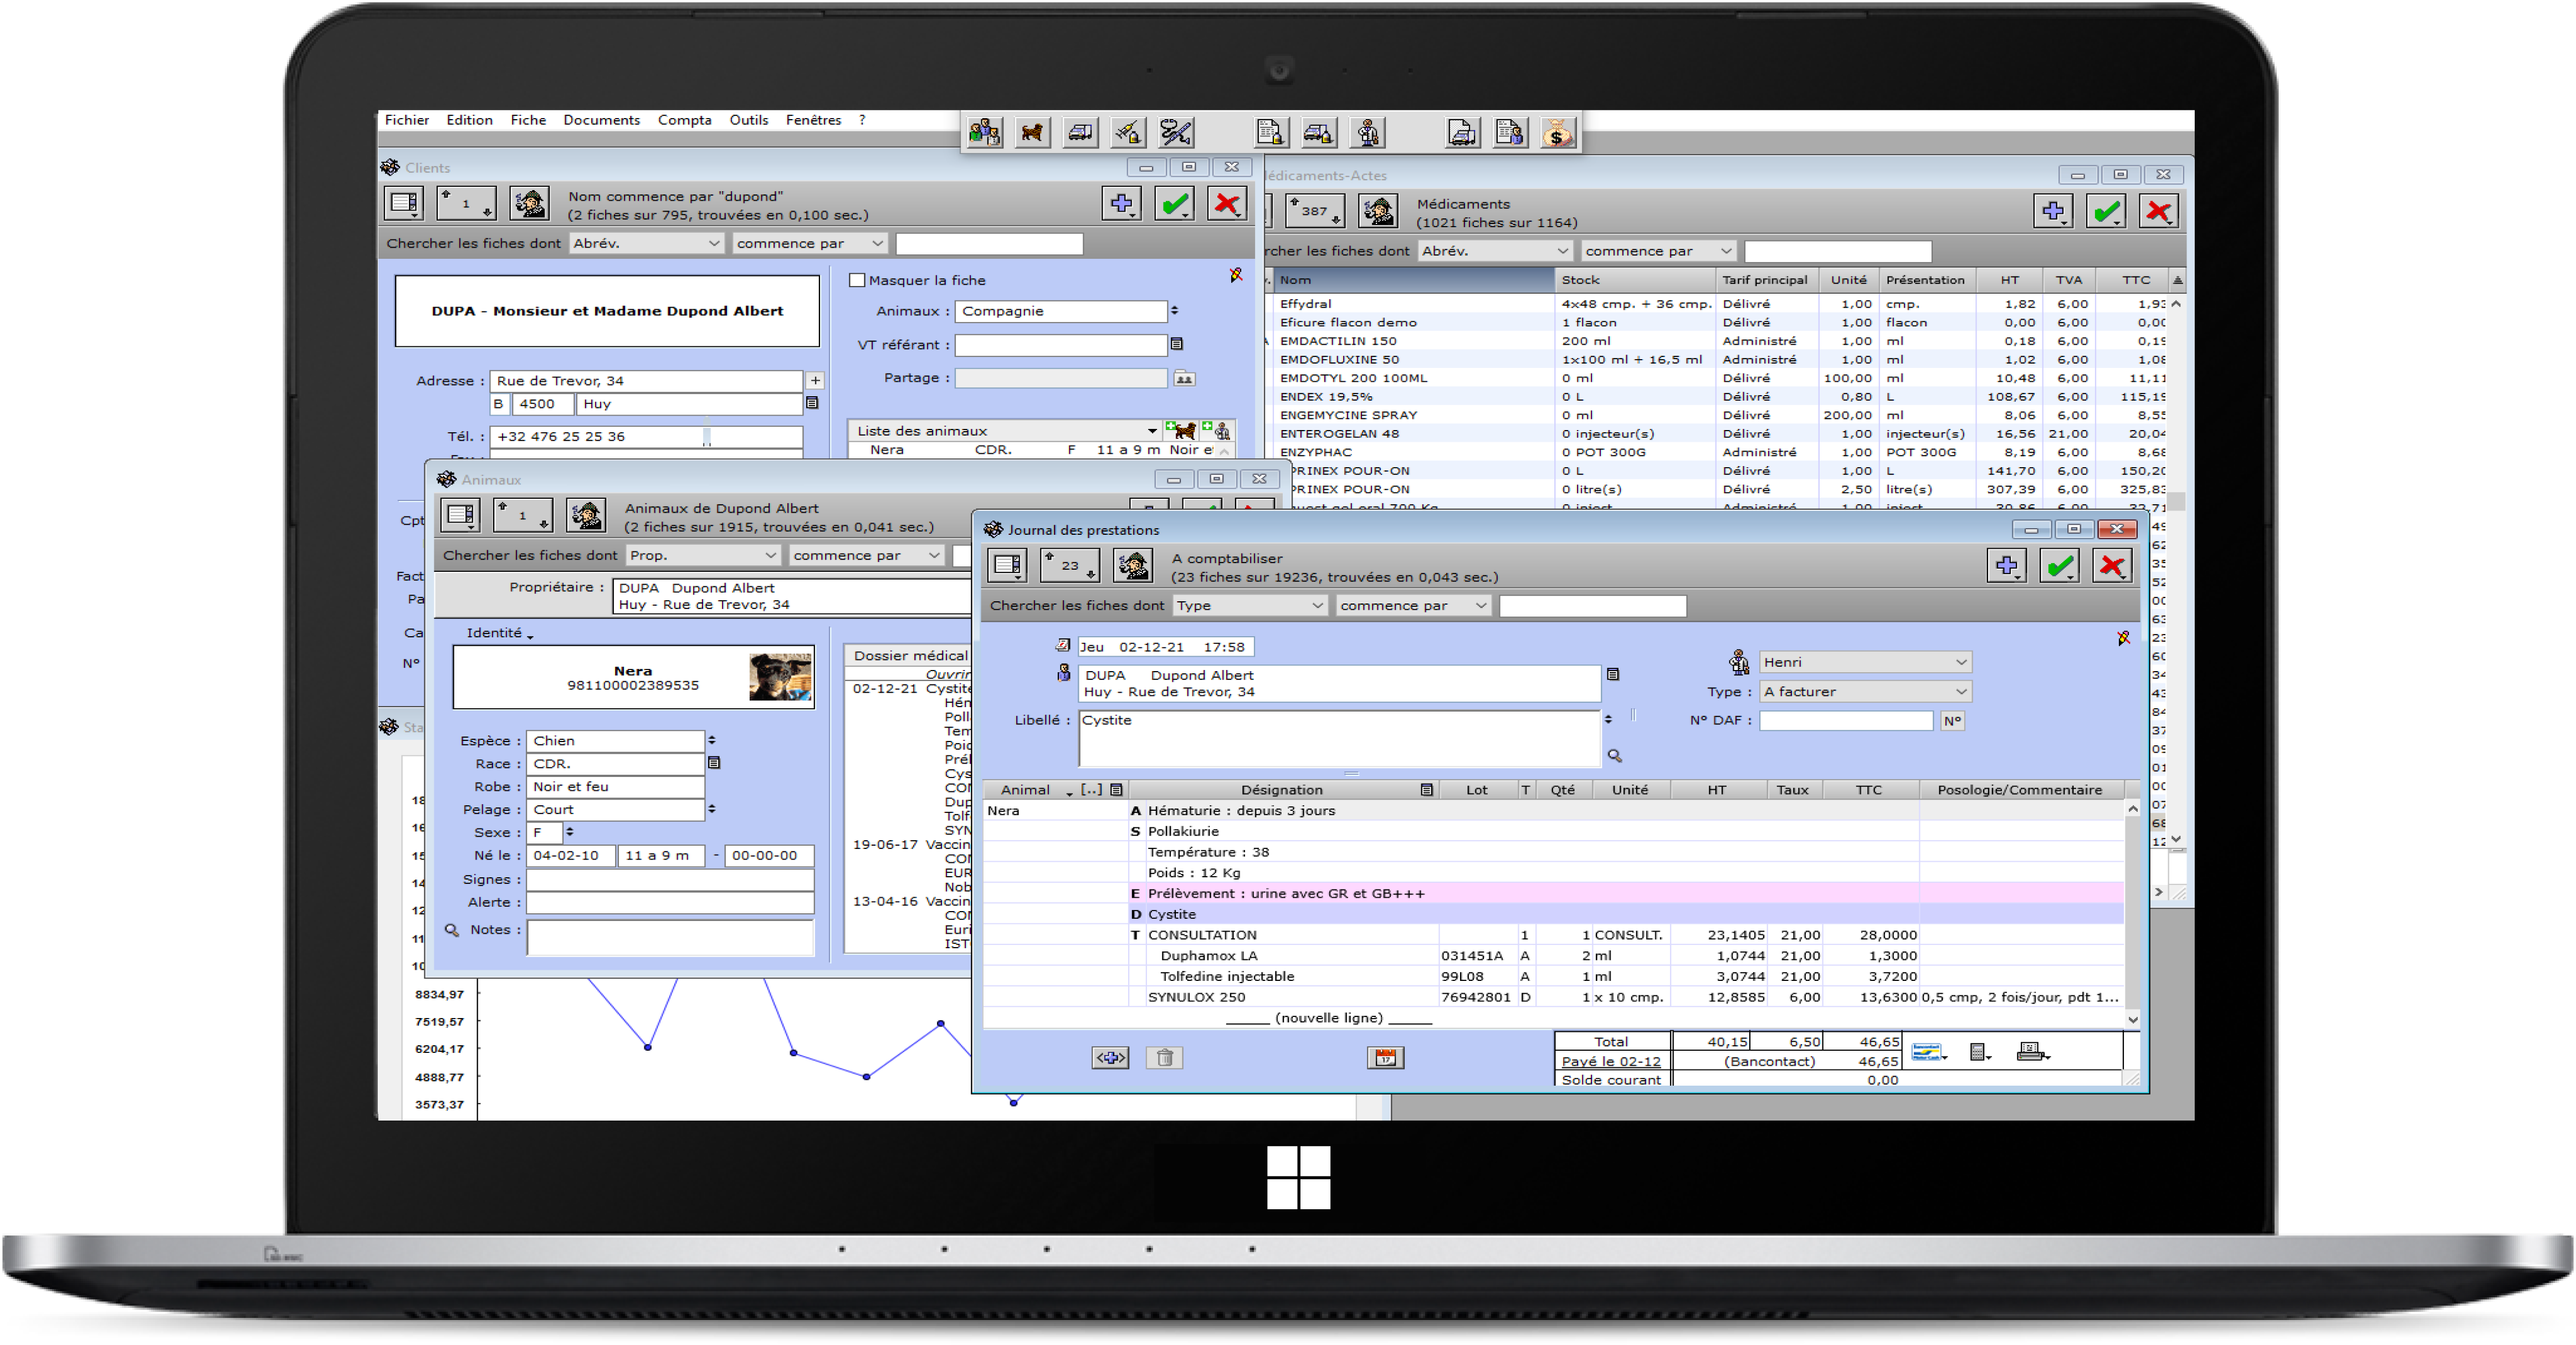 Fichier Edition Fiche Documents Compta Outils Fenêtres ?
Clients
1
Nom commence par "dupond"
(2 fiches sur 795, trouvées en 0,100 sec.)
Chercher les fiches dont Abrév. commence par
DUPA - Monsieur et Madame Dupond Albert
Adresse : Rue de Trevor, 34
B 4500 Huy
Tél. : +32 476 25 25 36
Masquer la fiche
Animaux : Compagnie
VT référant :
Partage :
Liste des animaux
Nera CDR. F 11 a 9 m Noir e
Cpt
Fact
Pa
Ca
N°
Médicaments-Actes
387
Médicaments
(1021 fiches sur 1164)
rcher les fiches dont Abrév. commence par
Nom Stock Tarif principal Unité Présentation HT TVA TTC
Effydral 4x48 cmp. + 36 cmp. Délivré 1,00 cmp. 1,82 6,00 1,93
Eficure flacon demo 1 flacon Délivré 1,00 flacon 0,00 6,00 0,00
EMDACTILIN 150 200 ml Administré 1,00 ml 0,18 6,00 0,19
EMDOFLUXINE 50 1x100 ml + 16,5 ml Administré 1,00 ml 1,02 6,00 1,08
EMDOTYL 200 100ML 0 ml Délivré 100,00 ml 10,48 6,00 11,11
ENDEX 19,5% 0 L Délivré 0,80 L 108,67 6,00 115,19
ENGEMYCINE SPRAY 0 ml Délivré 200,00 ml 8,06 6,00 8,55
ENTEROGELAN 48 0 injecteur(s) Délivré 1,00 injecteur(s) 16,56 21,00 20,04
ENZYPHAC 0 POT 300G Administré 1,00 POT 300G 8,19 6,00 8,68
PRINEX POUR-ON 0 L Délivré 1,00 L 141,70 6,00 150,20
PRINEX POUR-ON 0 litre(s) Délivré 2,50 litre(s) 307,39 6,00 325,83
Animaux
1
Animaux de Dupond Albert
(2 fiches sur 1915, trouvées en 0,041 sec.)
Chercher les fiches dont Prop. commence par
Propriétaire : DUPA Dupond Albert
Huy - Rue de Trevor, 34
Identité
Nera
981100002389535
Espèce : Chien
Race : CDR.
Robe : Noir et feu
Pelage : Court
Sexe : F
Né le : 04-02-10 11 a 9 m - 00-00-00
Signes :
Alerte :
Notes :
Dossier médical
Ouvrir
02-12-21 Cystite
Hém
Poll
Tem
Poid
Prél
Cys
CON
Dup
Tolf
SYN
19-06-17 Vaccin
CON
EUR
Nob
13-04-16 Vaccin
CON
Euri
IST
Sta
18
16
15
14
12
11
10
8834,97
7519,57
6204,17
4888,77
3573,37
Journal des prestations
23
A comptabiliser
(23 fiches sur 19236, trouvées en 0,043 sec.)
Chercher les fiches dont Type commence par
Jeu 02-12-21 17:58
DUPA Dupond Albert
Huy - Rue de Trevor, 34
Libellé : Cystite
Henri
Type : A facturer
N° DAF : N°
Animal [..] Désignation Lot T Qté Unité HT Taux TTC Posologie/Commentaire
Nera A Hématurie : depuis 3 jours
S Pollakiurie
Température : 38
Poids : 12 Kg
E Prélèvement : urine avec GR et GB+++
D Cystite
T CONSULTATION 1 1 CONSULT. 23,1405 21,00 28,0000
Duphamox LA 031451A A 2 ml 1,0744 21,00 1,3000
Tolfedine injectable 99L08 A 1 ml 3,0744 21,00 3,7200
SYNULOX 250 76942801 D 1 x 10 cmp. 12,8585 6,00 13,6300 0,5 cmp, 2 fois/jour, pdt 1...
_____ (nouvelle ligne) _____
Total 40,15 6,50 46,65
Payé le 02-12 (Bancontact) 46,65
Solde courant 0,00